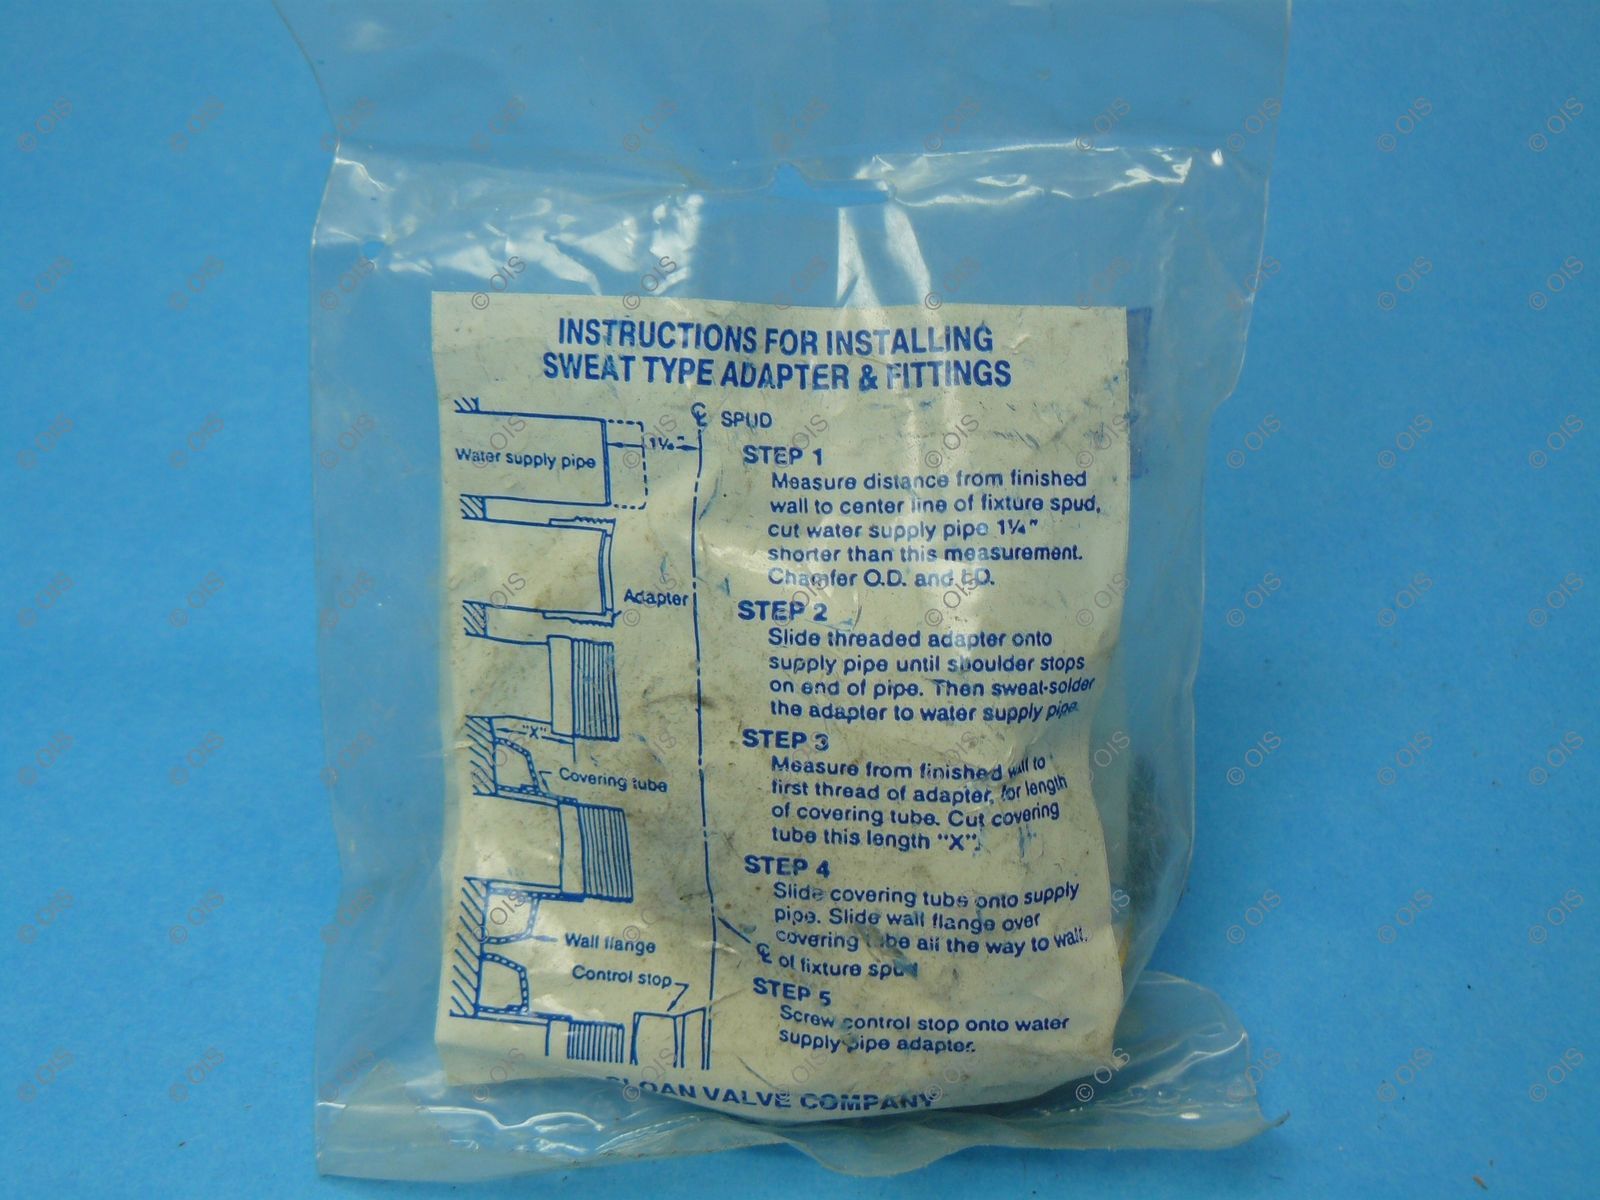 INSTRUCTIONS FOR INSTALLING
SWEAT TYPE ADAPTER & FITTINGS
℄ SPUD
1¼"
Water supply pipe
Adapter
"X"
Covering tube
Wall flange
Control stop
STEP 1
Measure distance from finished
wall to center line of fixture spud,
cut water supply pipe 1¼"
shorter than this measurement.
Chamfer O.D. and I.D.
STEP 2
Slide threaded adapter onto
supply pipe until shoulder stops
on end of pipe. Then sweat-solder
the adapter to water supply pipe.
STEP 3
Measure from finished wall to
first thread of adapter, for length
of covering tube. Cut covering
tube this length "X".
STEP 4
Slide covering tube onto supply
pipe. Slide wall flange over
covering tube all the way to wall.
℄ of fixture spud
STEP 5
Screw control stop onto water
supply pipe adapter.
SLOAN VALVE COMPANY
© OIS